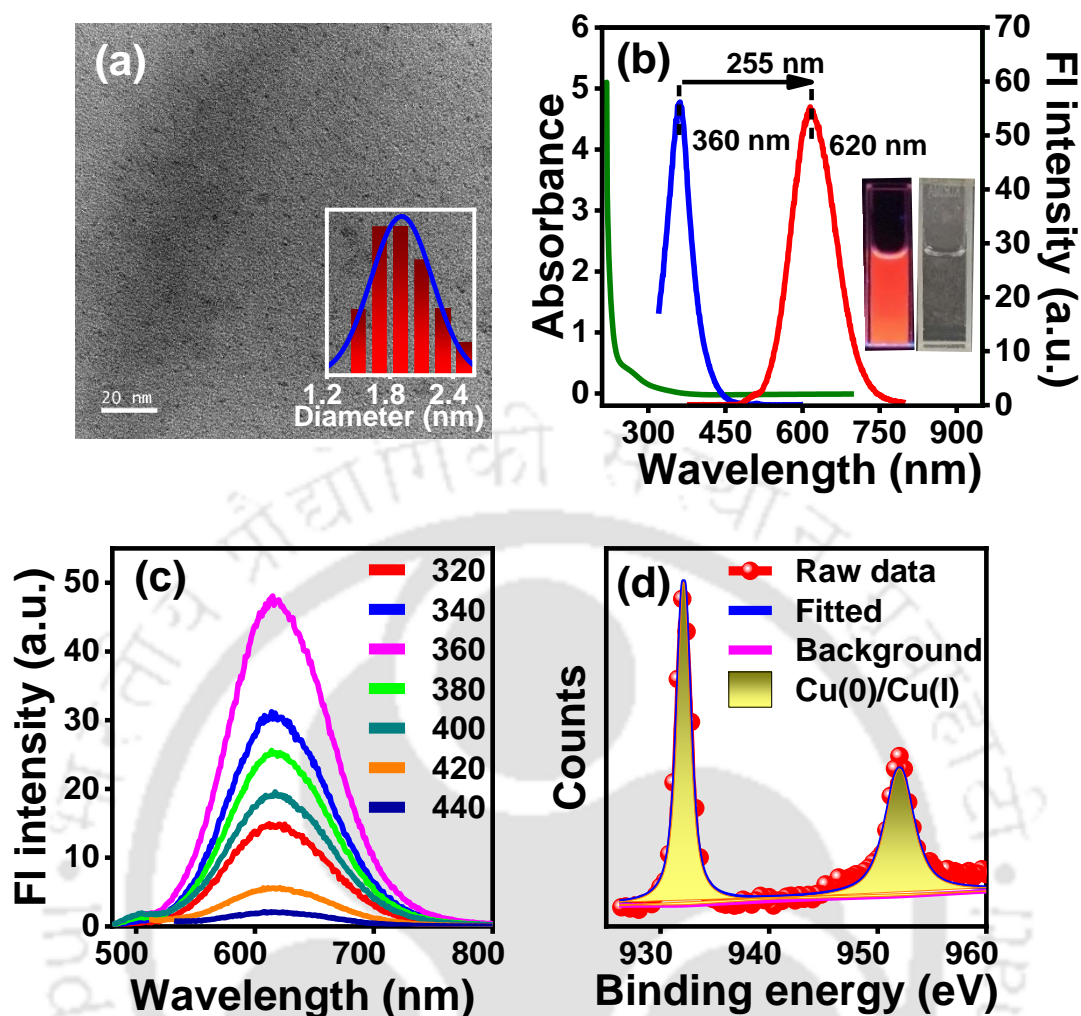 (a)
20 nm
1.2 1.8 2.4
Diameter (nm)
(b)
255 nm
360 nm
620 nm
6
5
4
3
2
1
0
Absorbance
70
60
50
40
30
20
10
0
FI intensity (a.u.)
300 450 600 750 900
Wavelength (nm)
(c)
320
340
360
380
400
420
440
50
40
30
20
10
0
FI intensity (a.u.)
500 600 700 800
Wavelength (nm)
(d)
Raw data
Fitted
Background
Cu(0)/Cu(I)
Counts
930 940 950 960
Binding energy (eV)